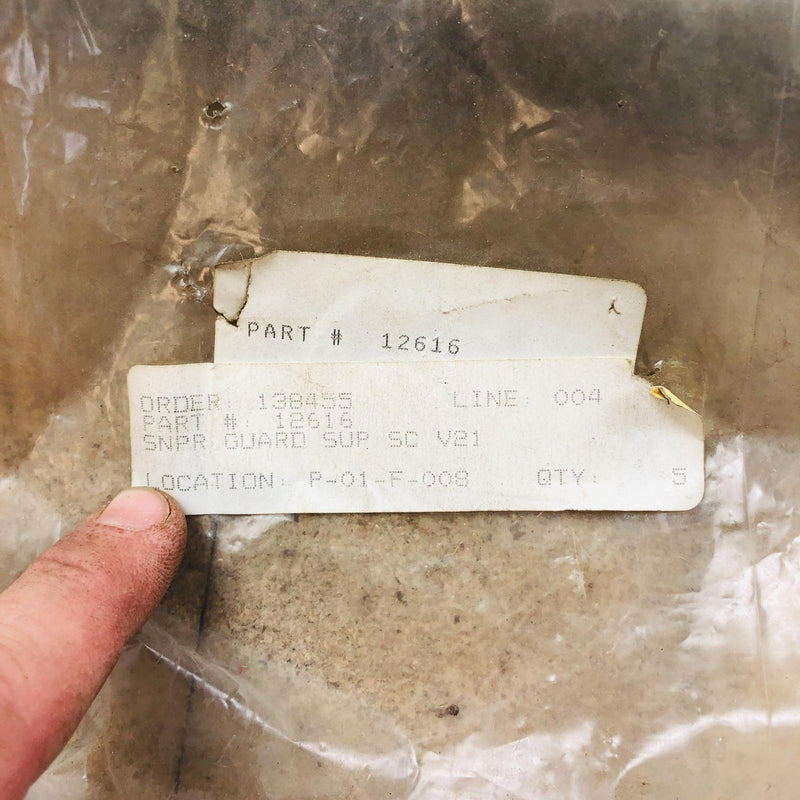 PART # 12616
ORDER: 138455 LINE: 004
PART #: 12616
SNPR GUARD SUP SC V21
LOCATION: P-01-F-008 QTY: 5